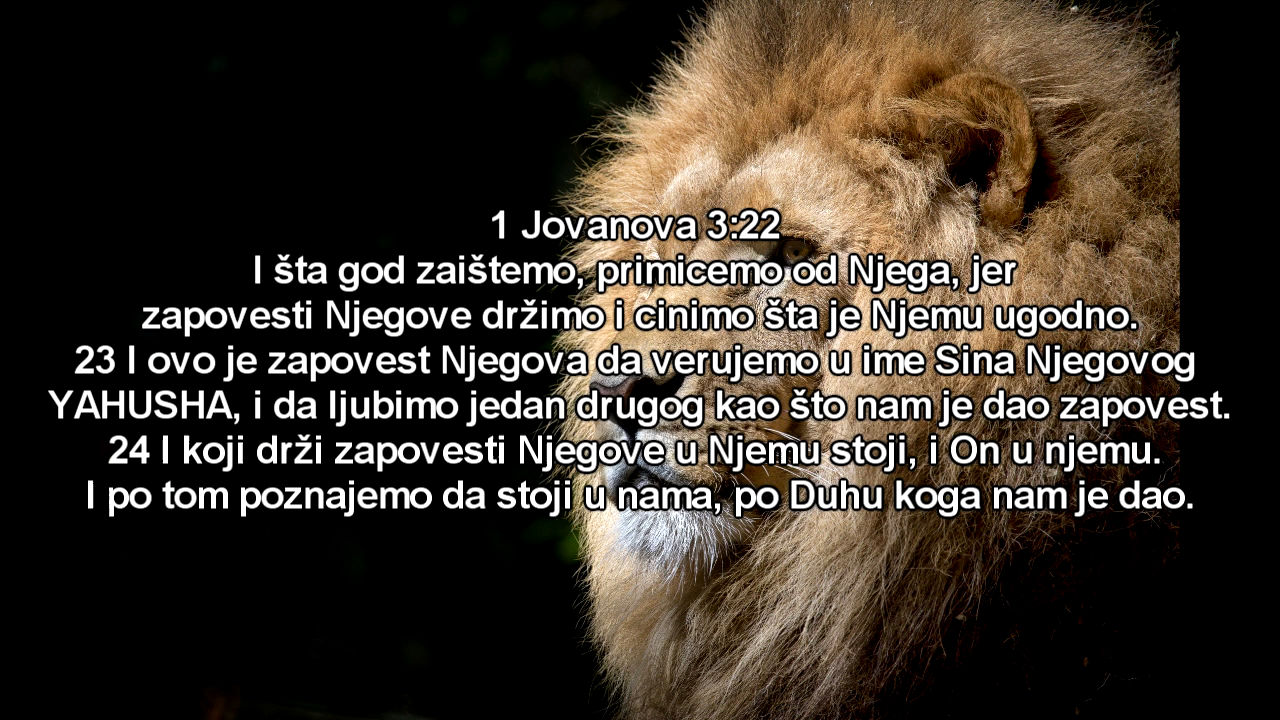 1 Jovanova 3:22
I šta god zaištemo, primicemo od Njega, jer
zapovesti Njegove držimo i cinimo šta je Njemu ugodno.
23 I ovo je zapovest Njegova da verujemo u ime Sina Njegovog
YAHUSHA, i da ljubimo jedan drugog kao što nam je dao zapovest.
24 I koji drži zapovesti Njegove u Njemu stoji, i On u njemu.
I po tom poznajemo da stoji u nama, po Duhu koga nam je dao.